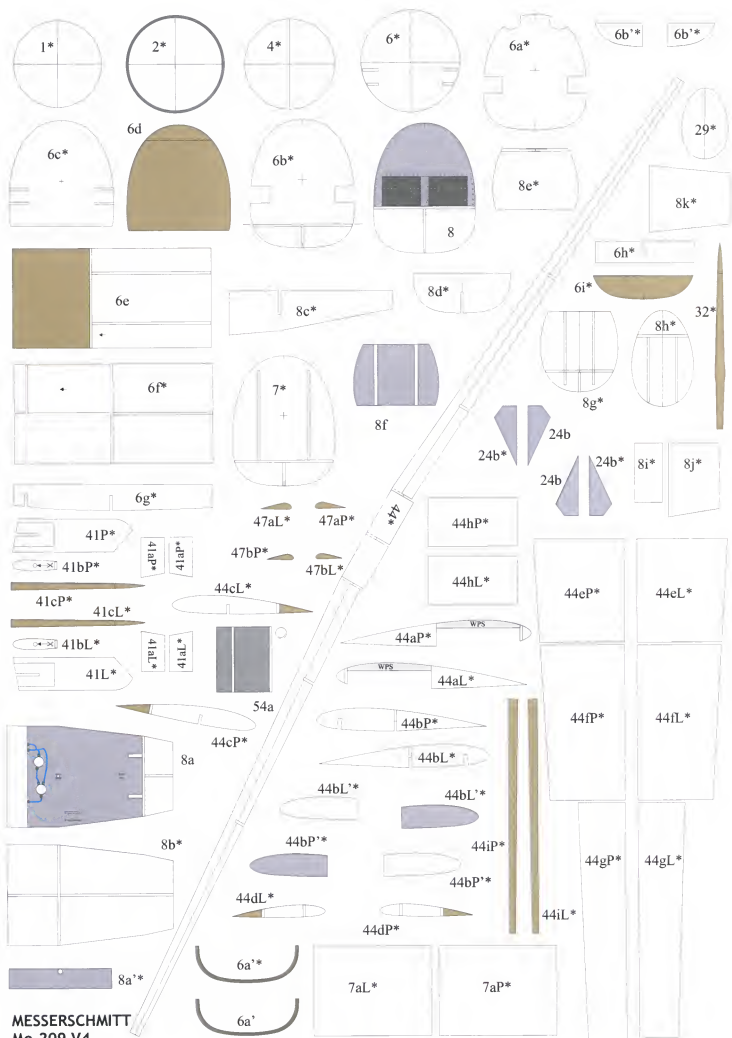 1*
2*
4*
6*
6a*
6b'*
6b'*
6c*
6d
6b*
8
8e*
29*
8k*
6e
8c*
8d*
6h*
6i*
32*
6f*
7*
8f
8g*
8h*
24b*
24b
24b
24b*
8i*
8j*
6g*
47aL*
47aP*
47bP*
47bL*
44*
44hP*
44hL*
41P*
41bP*
41aP*
41aP*
41cP*
41cL*
41bL*
41L*
41aL*
41aL*
44cL*
54a
44cP*
44aP*
WPS
WPS
44aL*
44bP*
44bL*
44eP*
44eL*
44fP*
44fL*
8a
8b*
44bL'*
44bL'*
44bP'*
44bP'*
44iP*
44iL*
44dL*
44dP*
44gP*
44gL*
8a'*
6a'*
6a'
7aL*
7aP*
MESSERSCHMITT
Me 209 V4